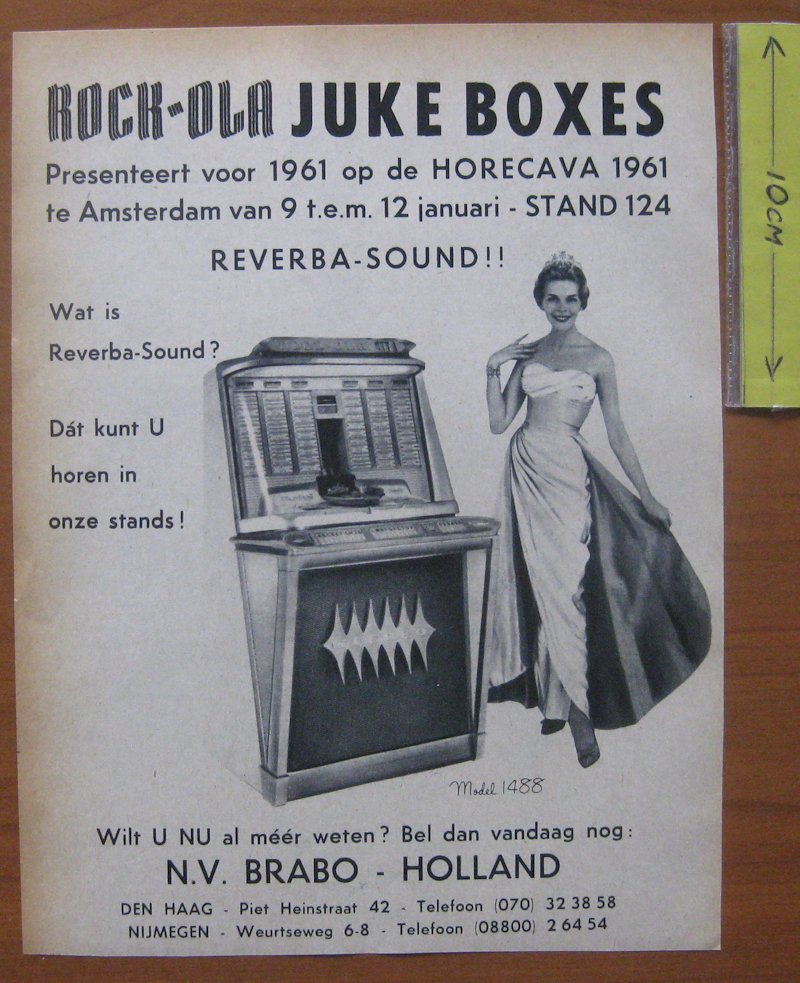 ROCK-OLA JUKE BOXES
Presenteert voor 1961 op de HORECAVA 1961
te Amsterdam van 9 t.e.m. 12 januari - STAND 124
REVERBA-SOUND!!
Wat is
Reverba-Sound?
Dát kunt U
horen in
onze stands!
Model 1488
Wilt U NU al méér weten? Bel dan vandaag nog:
N.V. BRABO - HOLLAND
DEN HAAG - Piet Heinstraat 42 - Telefoon (070) 32 38 58
NIJMEGEN - Weurtseweg 6-8 - Telefoon (08800) 2 64 54
10CM